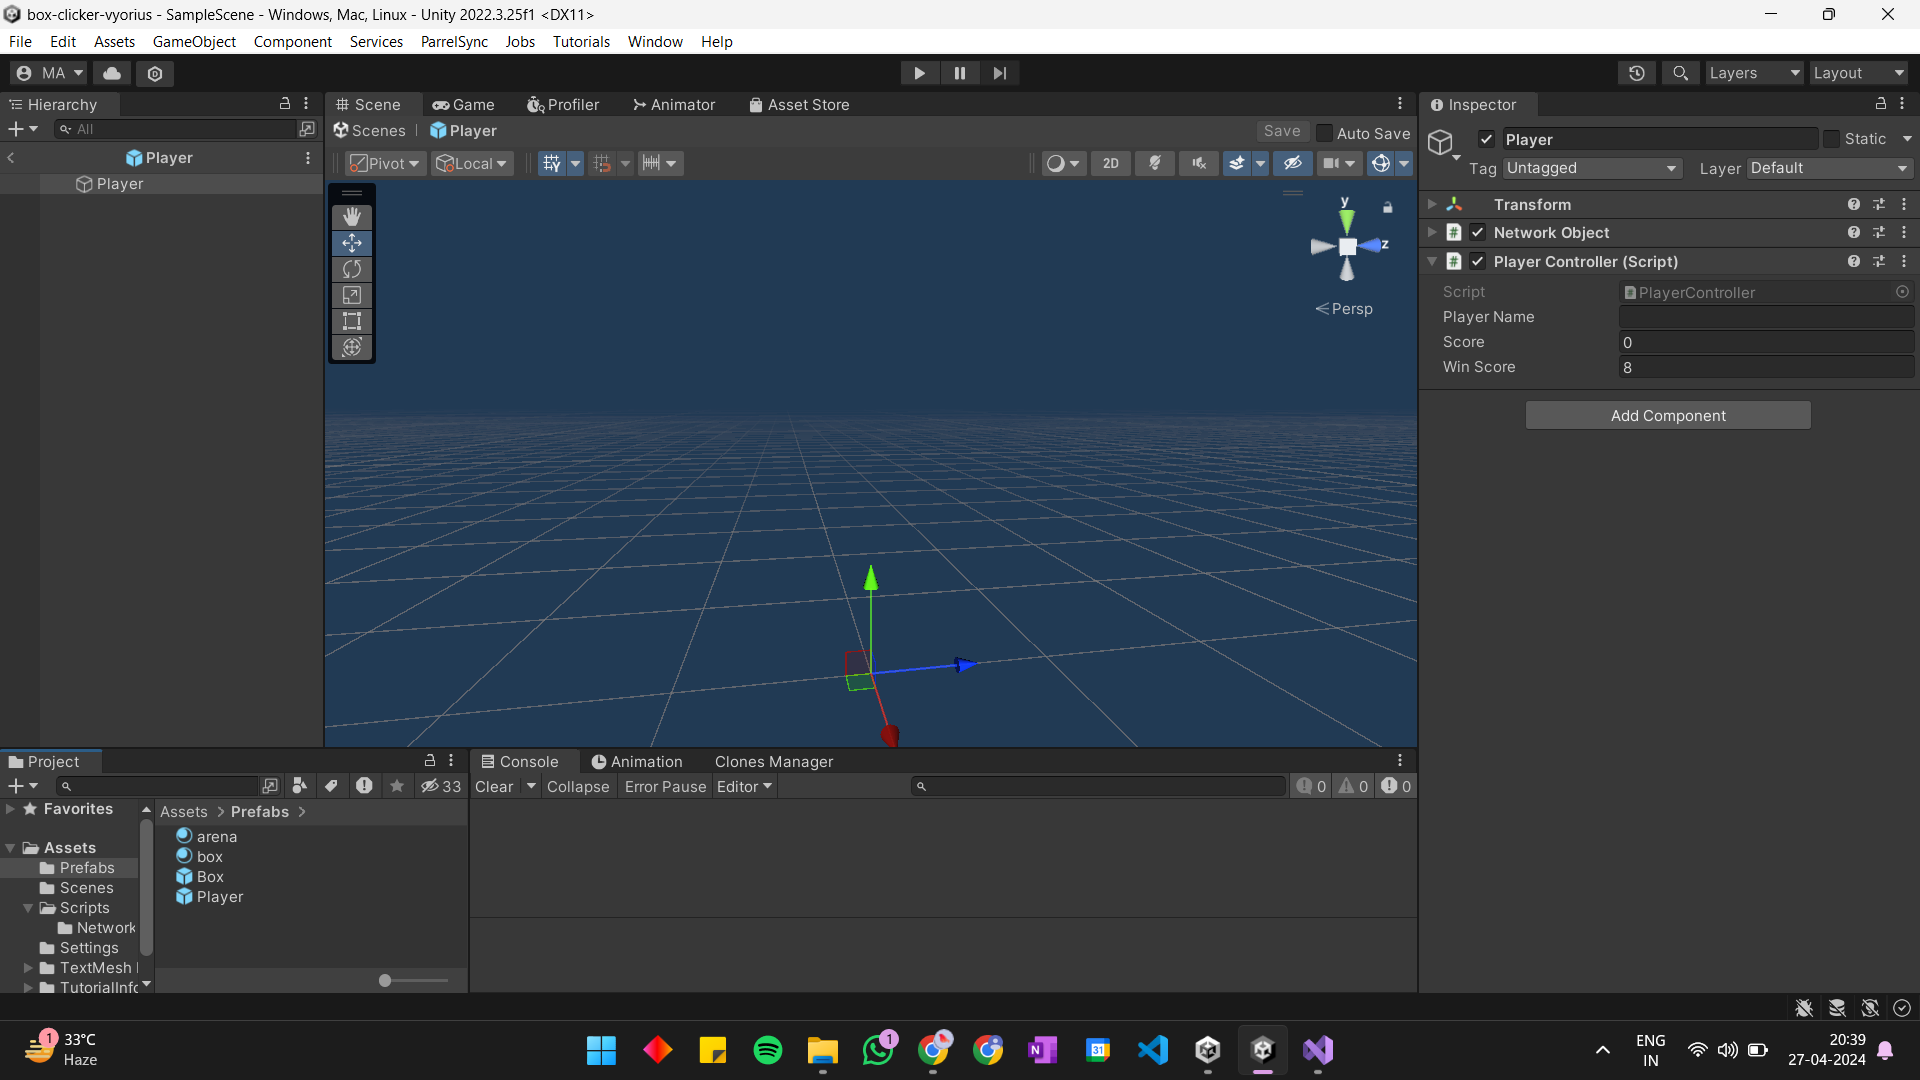 box-clicker-vyorius - SampleScene - Windows, Mac, Linux - Unity 2022.3.25f1 <DX11>
File Edit Assets GameObject Component Services ParrelSync Jobs Tutorials Window Help
MA Layers Layout
Hierarchy
All
Player
Player
Scene Game Profiler Animator Asset Store
Scenes Player Save Auto Save
Pivot Local 2D
y
z
Persp
Inspector
Player Static
Tag Untagged Layer Default
Transform
# Network Object
# Player Controller (Script)
Script PlayerController
Player Name
Score 0
Win Score 8
Add Component
Project
33
Favorites
Assets
Prefabs
Scenes
Scripts
Network
Settings
TextMesh
TutorialInfo
Assets > Prefabs >
arena
box
Box
Player
Console Animation Clones Manager
Clear Collapse Error Pause Editor 0 0 0
1 33°C
Haze
1
N
31
ENG
IN
20:39
27-04-2024